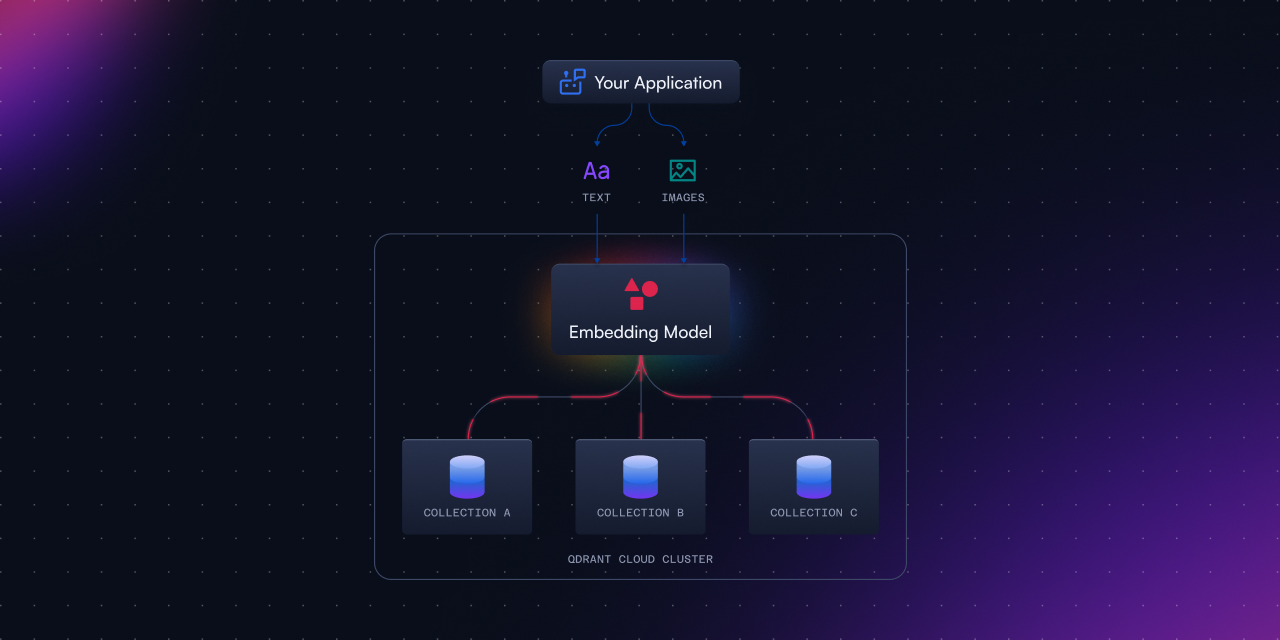 Your Application
Aa
TEXT
IMAGES
Embedding Model
COLLECTION A
COLLECTION B
COLLECTION C
QDRANT CLOUD CLUSTER